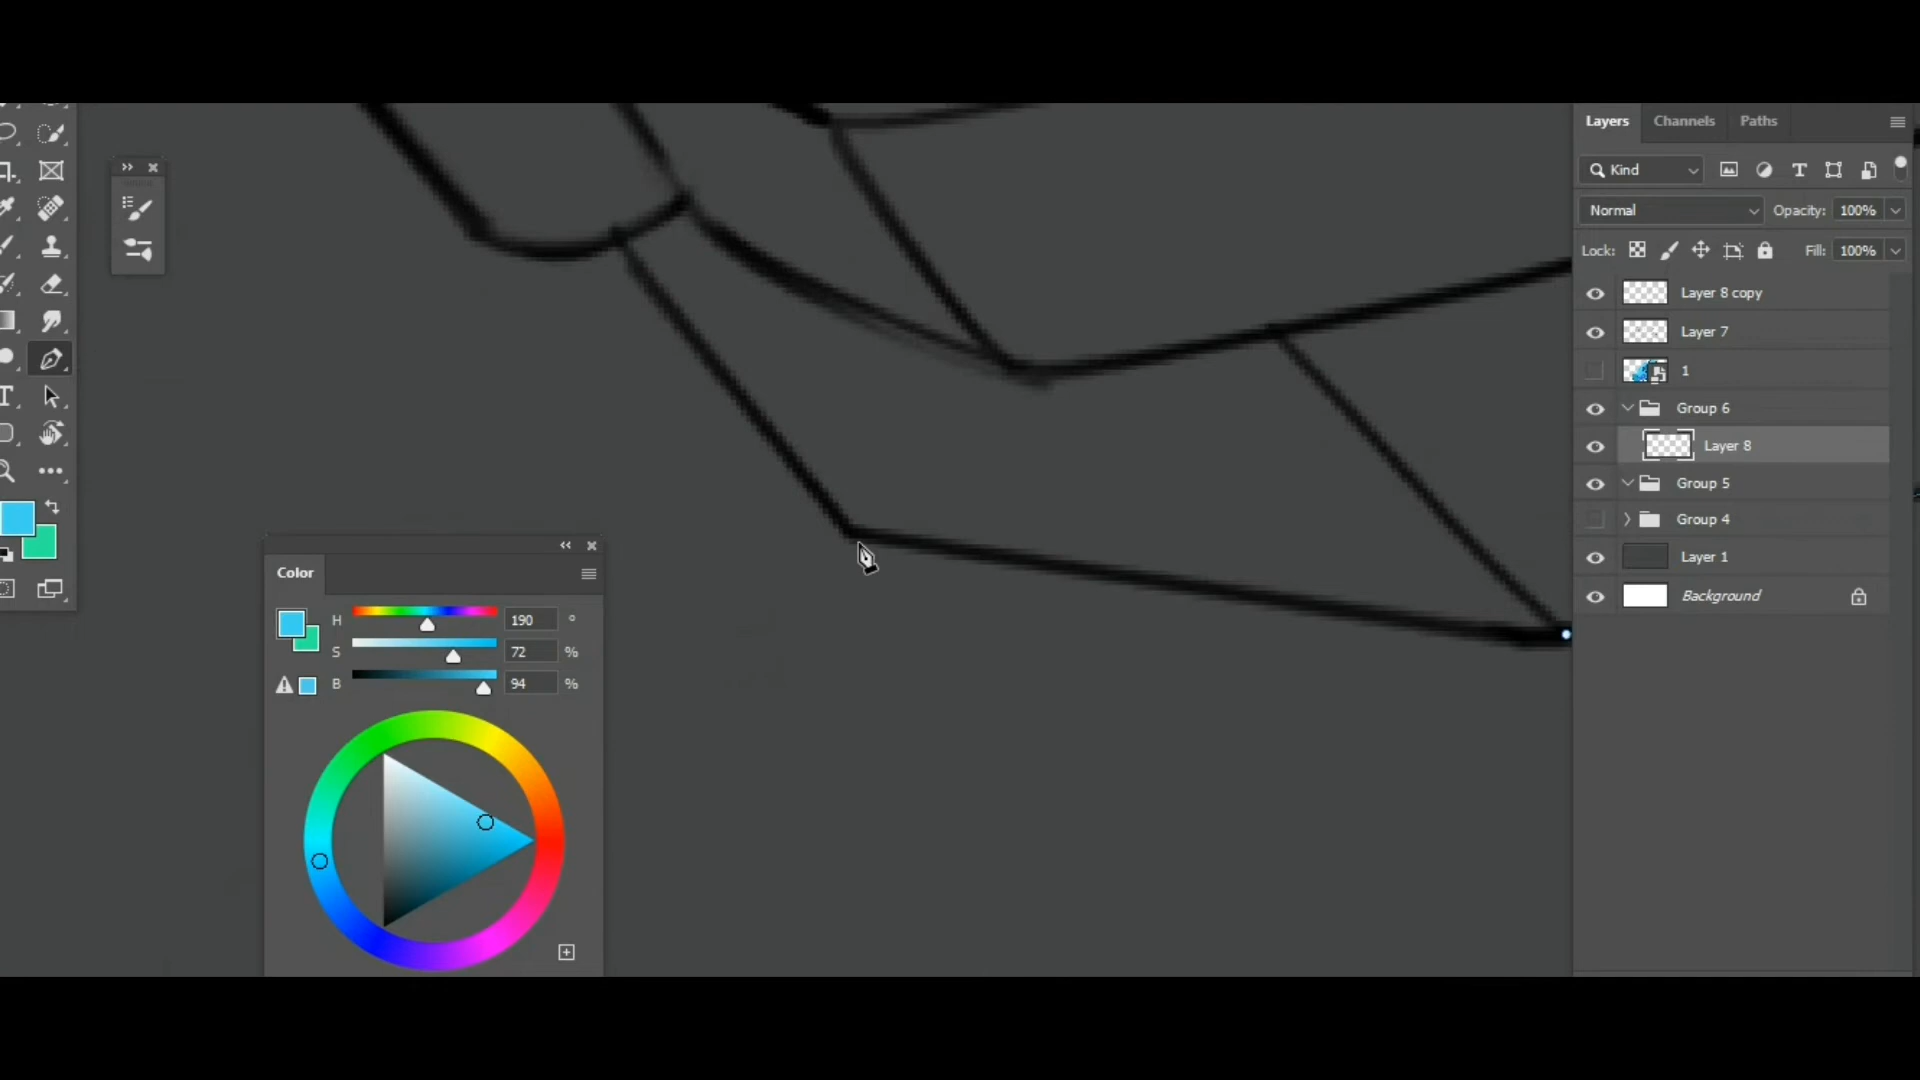 Layers Channels Paths
Kind
Normal Opacity: 100%
Lock: Fill: 100%
Layer 8 copy
Layer 7
1
Group 6
Layer 8
Group 5
Group 4
Layer 1
Background
Color
H 190 °
S 72 %
B 94 %